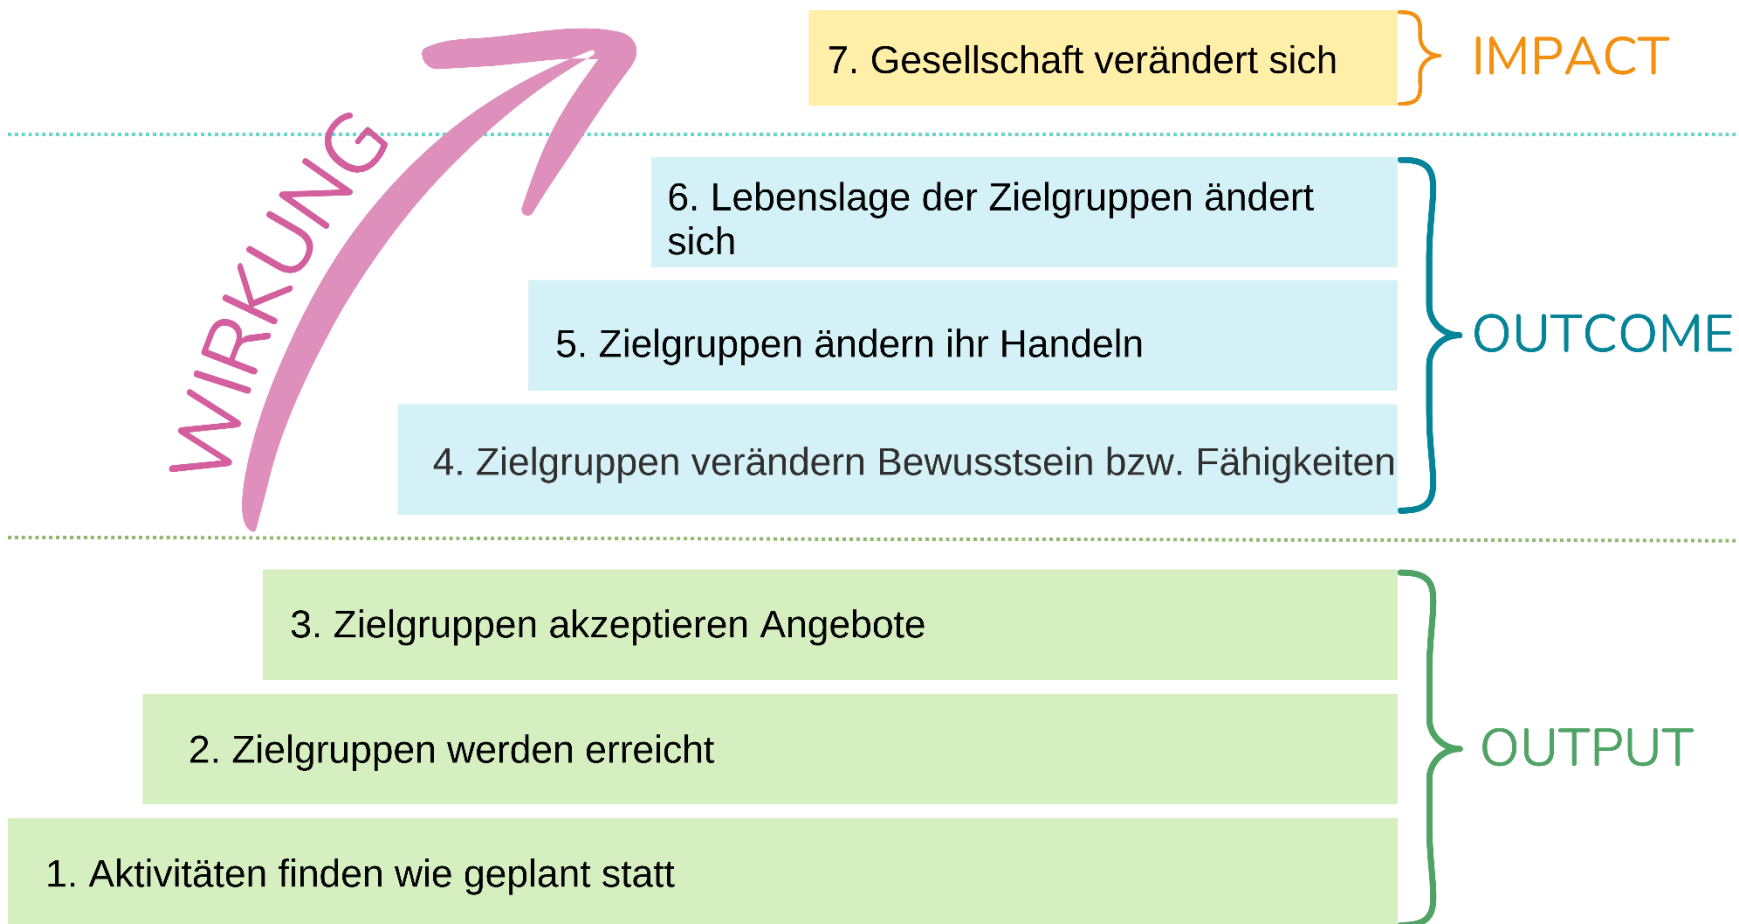 7. Gesellschaft verändert sich
IMPACT
WIRKUNG
6. Lebenslage der Zielgruppen ändert
sich
5. Zielgruppen ändern ihr Handeln
OUTCOME
4. Zielgruppen verändern Bewusstsein bzw. Fähigkeiten
3. Zielgruppen akzeptieren Angebote
2. Zielgruppen werden erreicht
OUTPUT
1. Aktivitäten finden wie geplant statt